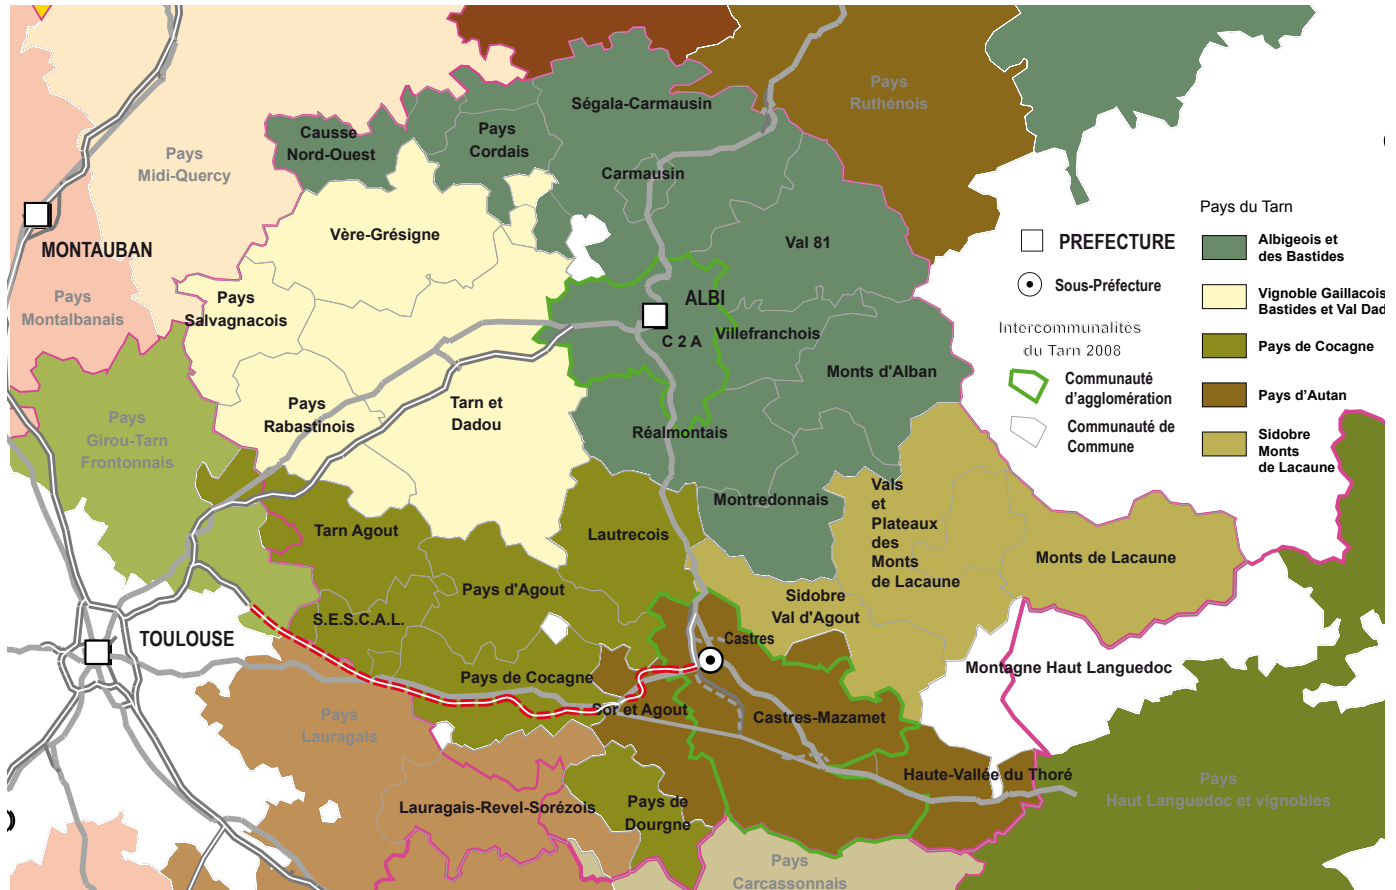 Ségala-Carmausin
Pays
Ruthénois
Causse
Nord-Ouest
Pays
Cordais
Pays
Midi-Quercy
Carmausin
MONTAUBAN
Vère-Grésigne
Val 81
Pays
Montalbanais
Pays
Salvagnacois
ALBI
C 2 A
Villefranchois
Monts d'Alban
Pays
Rabastinois
Tarn et
Dadou
Réalmontais
Pays
Girou-Tarn
Frontonnais
Montredonnais
Vals
et
Plateaux
des
Monts
de Lacaune
Tarn Agout
Lautrecois
Monts de Lacaune
Pays d'Agout
Sidobre
Val d'Agout
S.E.S.C.A.L.
TOULOUSE
Castres
Montagne Haut Languedoc
Pays de Cocagne
Sor et Agout
Castres-Mazamet
Pays
Lauragais
Haute-Vallée du Thoré
Pays
Haut Languedoc et vignobles
Lauragais-Revel-Sorézois
Pays de
Dourgne
Pays
Carcassonnais
PREFECTURE
Sous-Préfecture
Intercommunalités
du Tarn 2008
Communauté
d'agglomération
Communauté de
Commune
Pays du Tarn
Albigeois et
des Bastides
Vignoble Gaillacois
Bastides et Val Dad
Pays de Cocagne
Pays d'Autan
Sidobre
Monts
de Lacaune